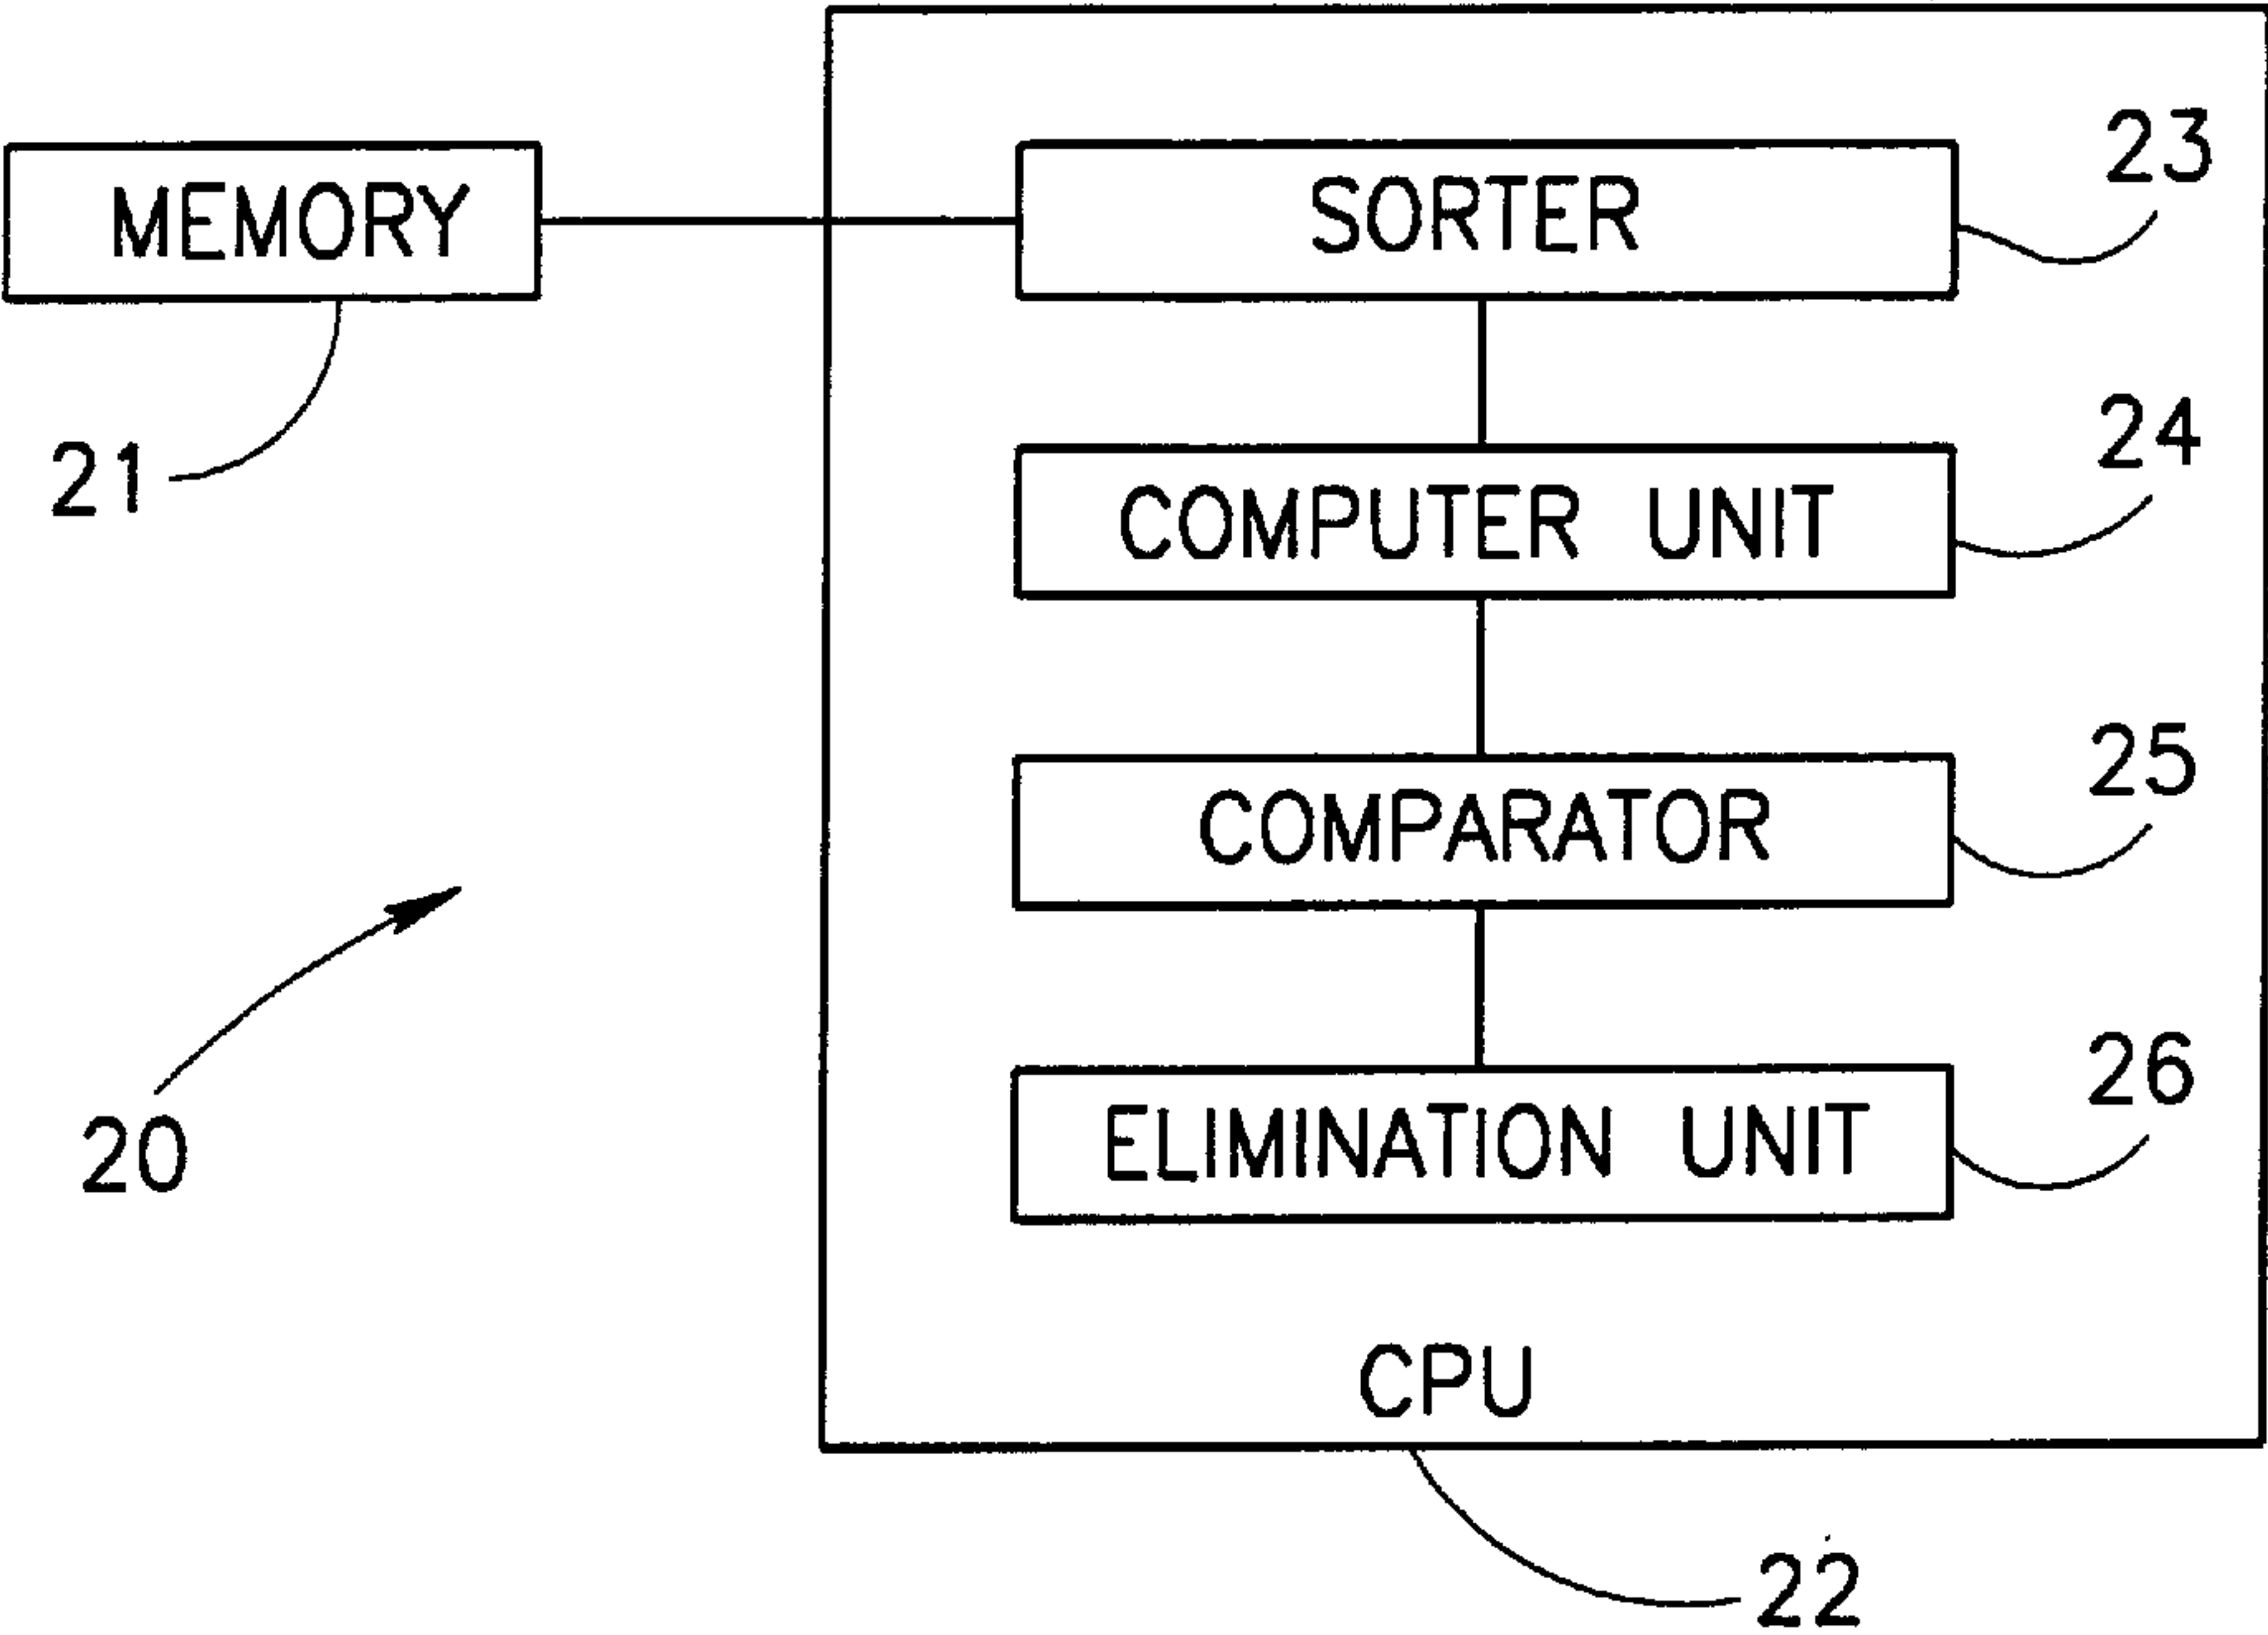 23
MEMORY
SORTER
24
21
COMPUTER UNIT
25
COMPARATOR
26
20
ELIMINATION UNIT
CPU
22